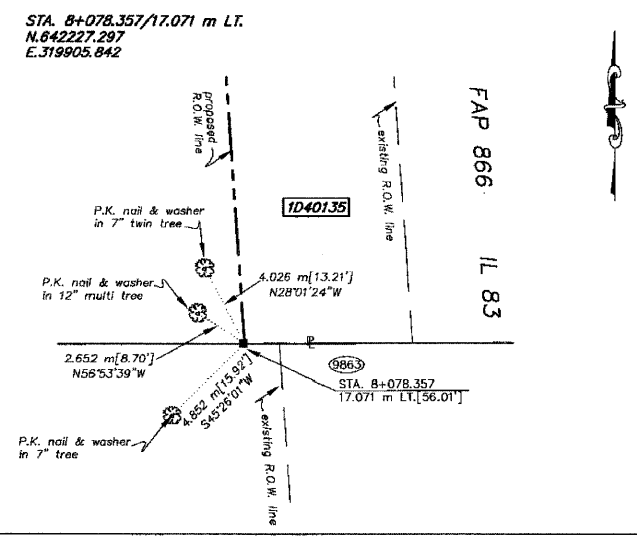 STA. 8+078.357/17.071 m LT.
N.642227.297
E.319905.842
proposed
R.O.W. line
existing R.O.W. line
FAP 866
IL 83
1D40135
P.K. nail & washer
in 7" twin tree
4.026 m[13.21']
N28°01'24"W
P.K. nail & washer
in 12" multi tree
2.652 m[8.70']
N56°53'39"W
PL
9863
STA. 8+078.357
17.071 m LT.[56.01']
4.852 m[15.92']
S45°26'01"W
existing R.O.W. line
P.K. nail & washer
in 7" tree